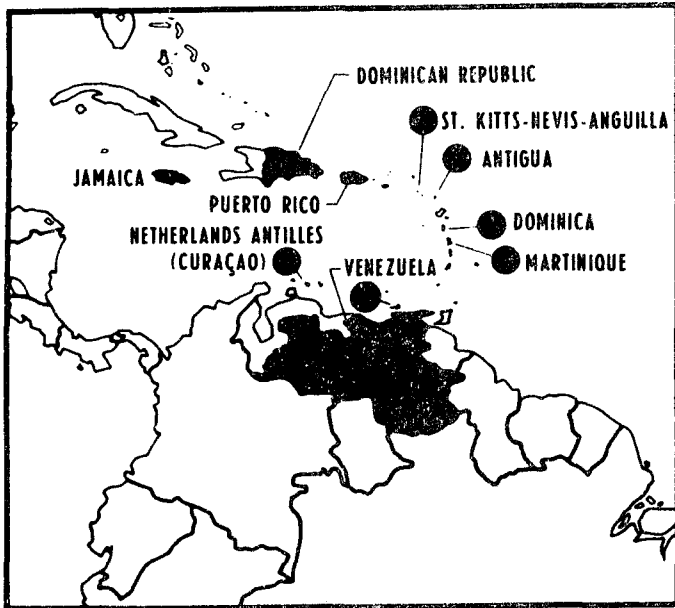 DOMINICAN REPUBLIC
ST. KITTS-NEVIS-ANGUILLA
ANTIGUA
JAMAICA
PUERTO RICO
DOMINICA
NETHERLANDS ANTILLES
(CURAÇAO)
VENEZUELA
MARTINIQUE